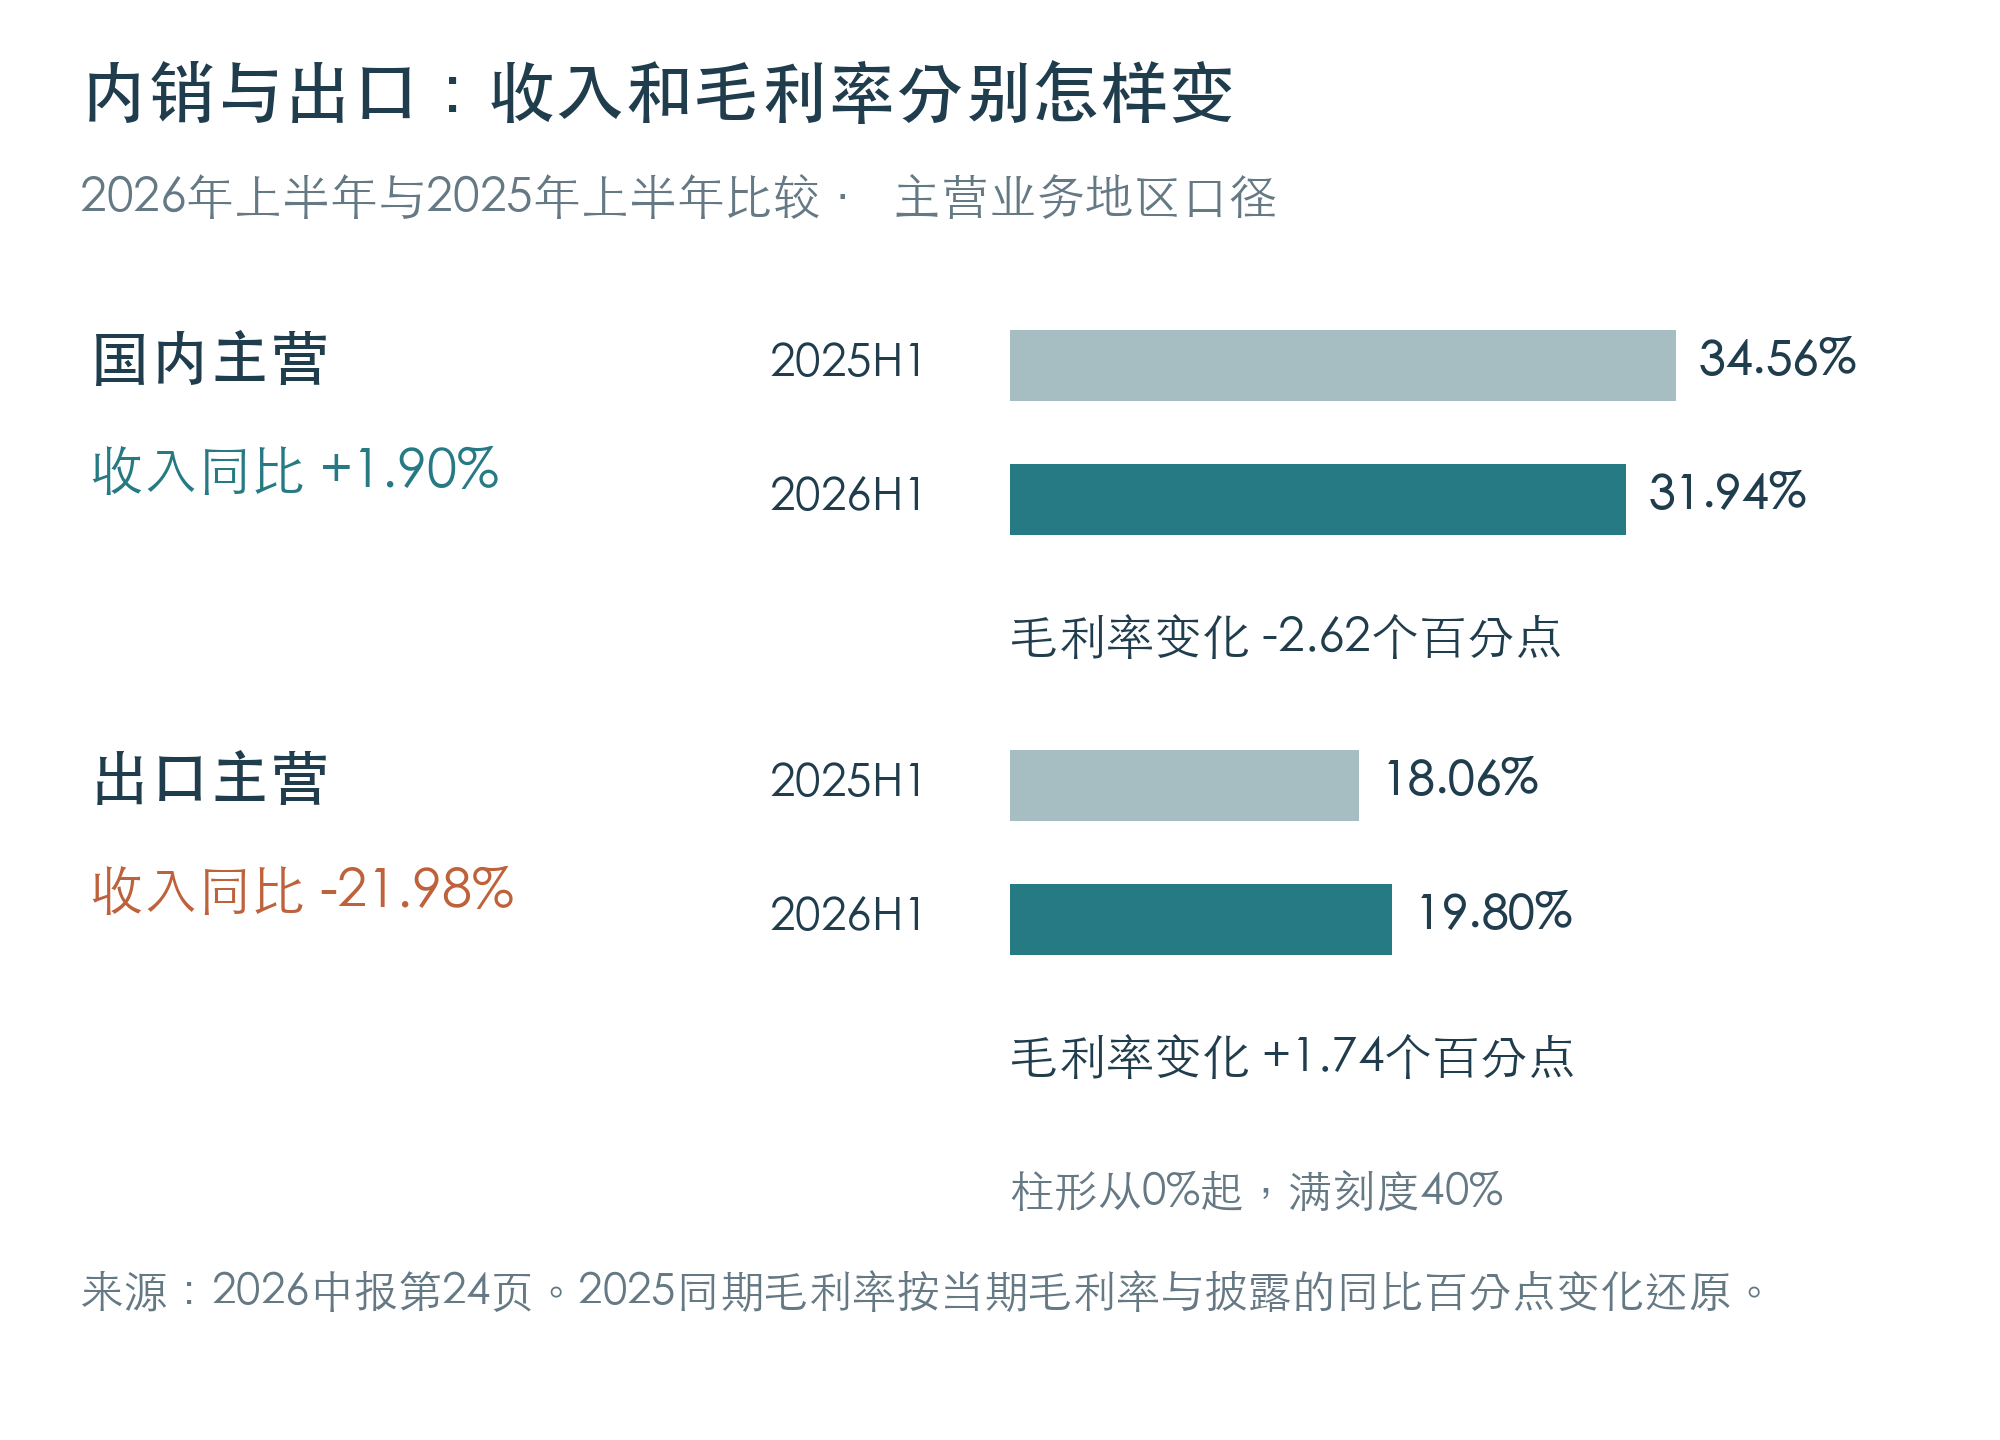 内销与出口：收入和毛利率分别怎样变
2026年上半年与2025年上半年比较· 主营业务地区口径
国内主营
收入同比 +1.90%
2025H1 34.56%
2026H1 31.94%
毛利率变化 -2.62个百分点
出口主营
收入同比 -21.98%
2025H1 18.06%
2026H1 19.80%
毛利率变化 +1.74个百分点
柱形从0%起，满刻度40%
来源：2026中报第24页。2025同期毛利率按当期毛利率与披露的同比百分点变化还原。